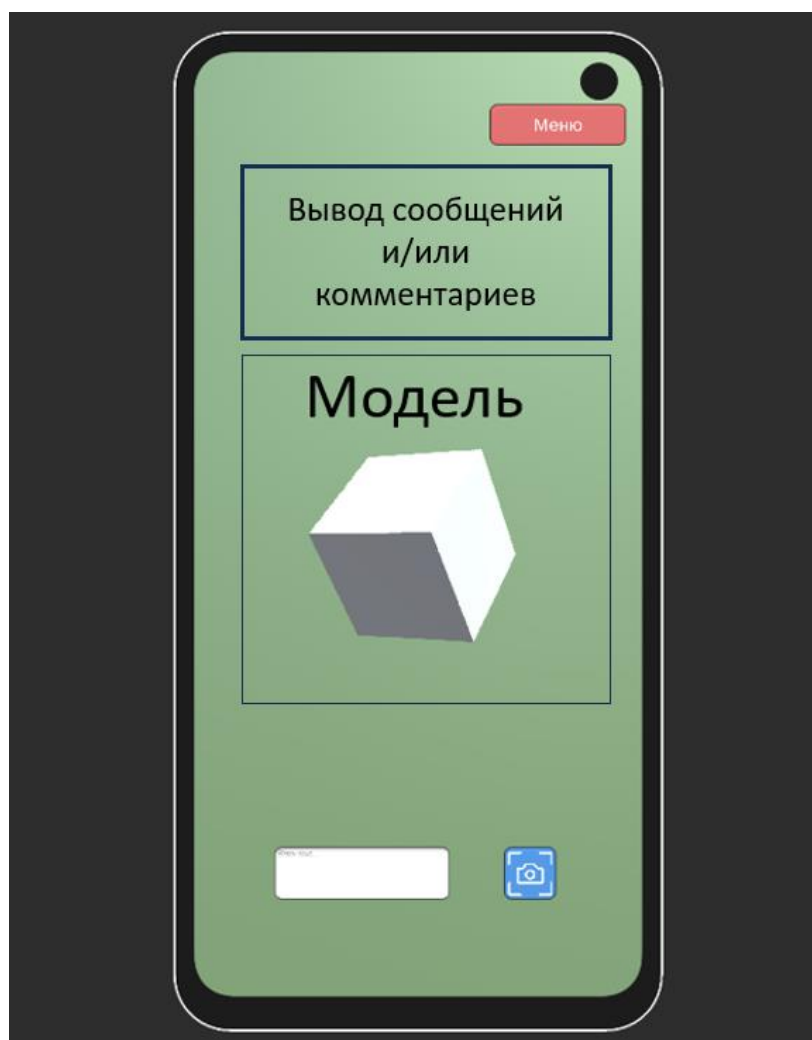 Меню
Вывод сообщений
и/или
комментариев
Модель